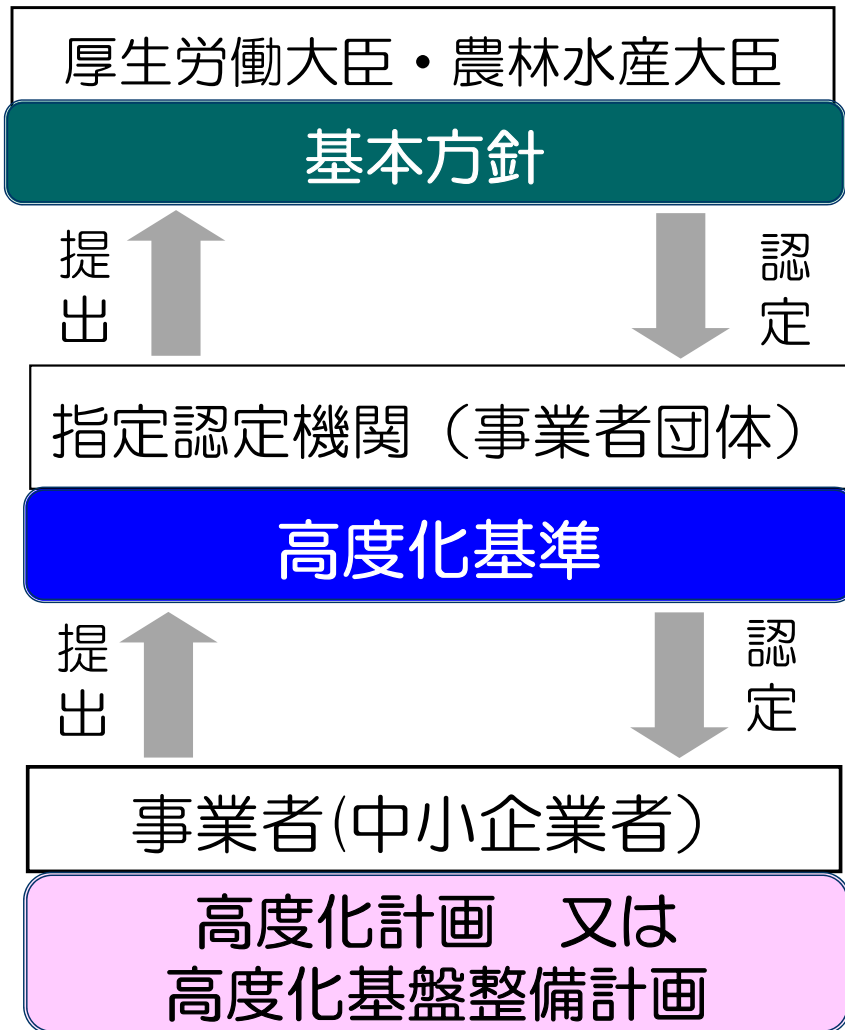 厚生労働大臣・農林水産大臣
基本方針
提出
認定
指定認定機関（事業者団体）
高度化基準
提出
認定
事業者(中小企業者）
高度化計画　又は
高度化基盤整備計画